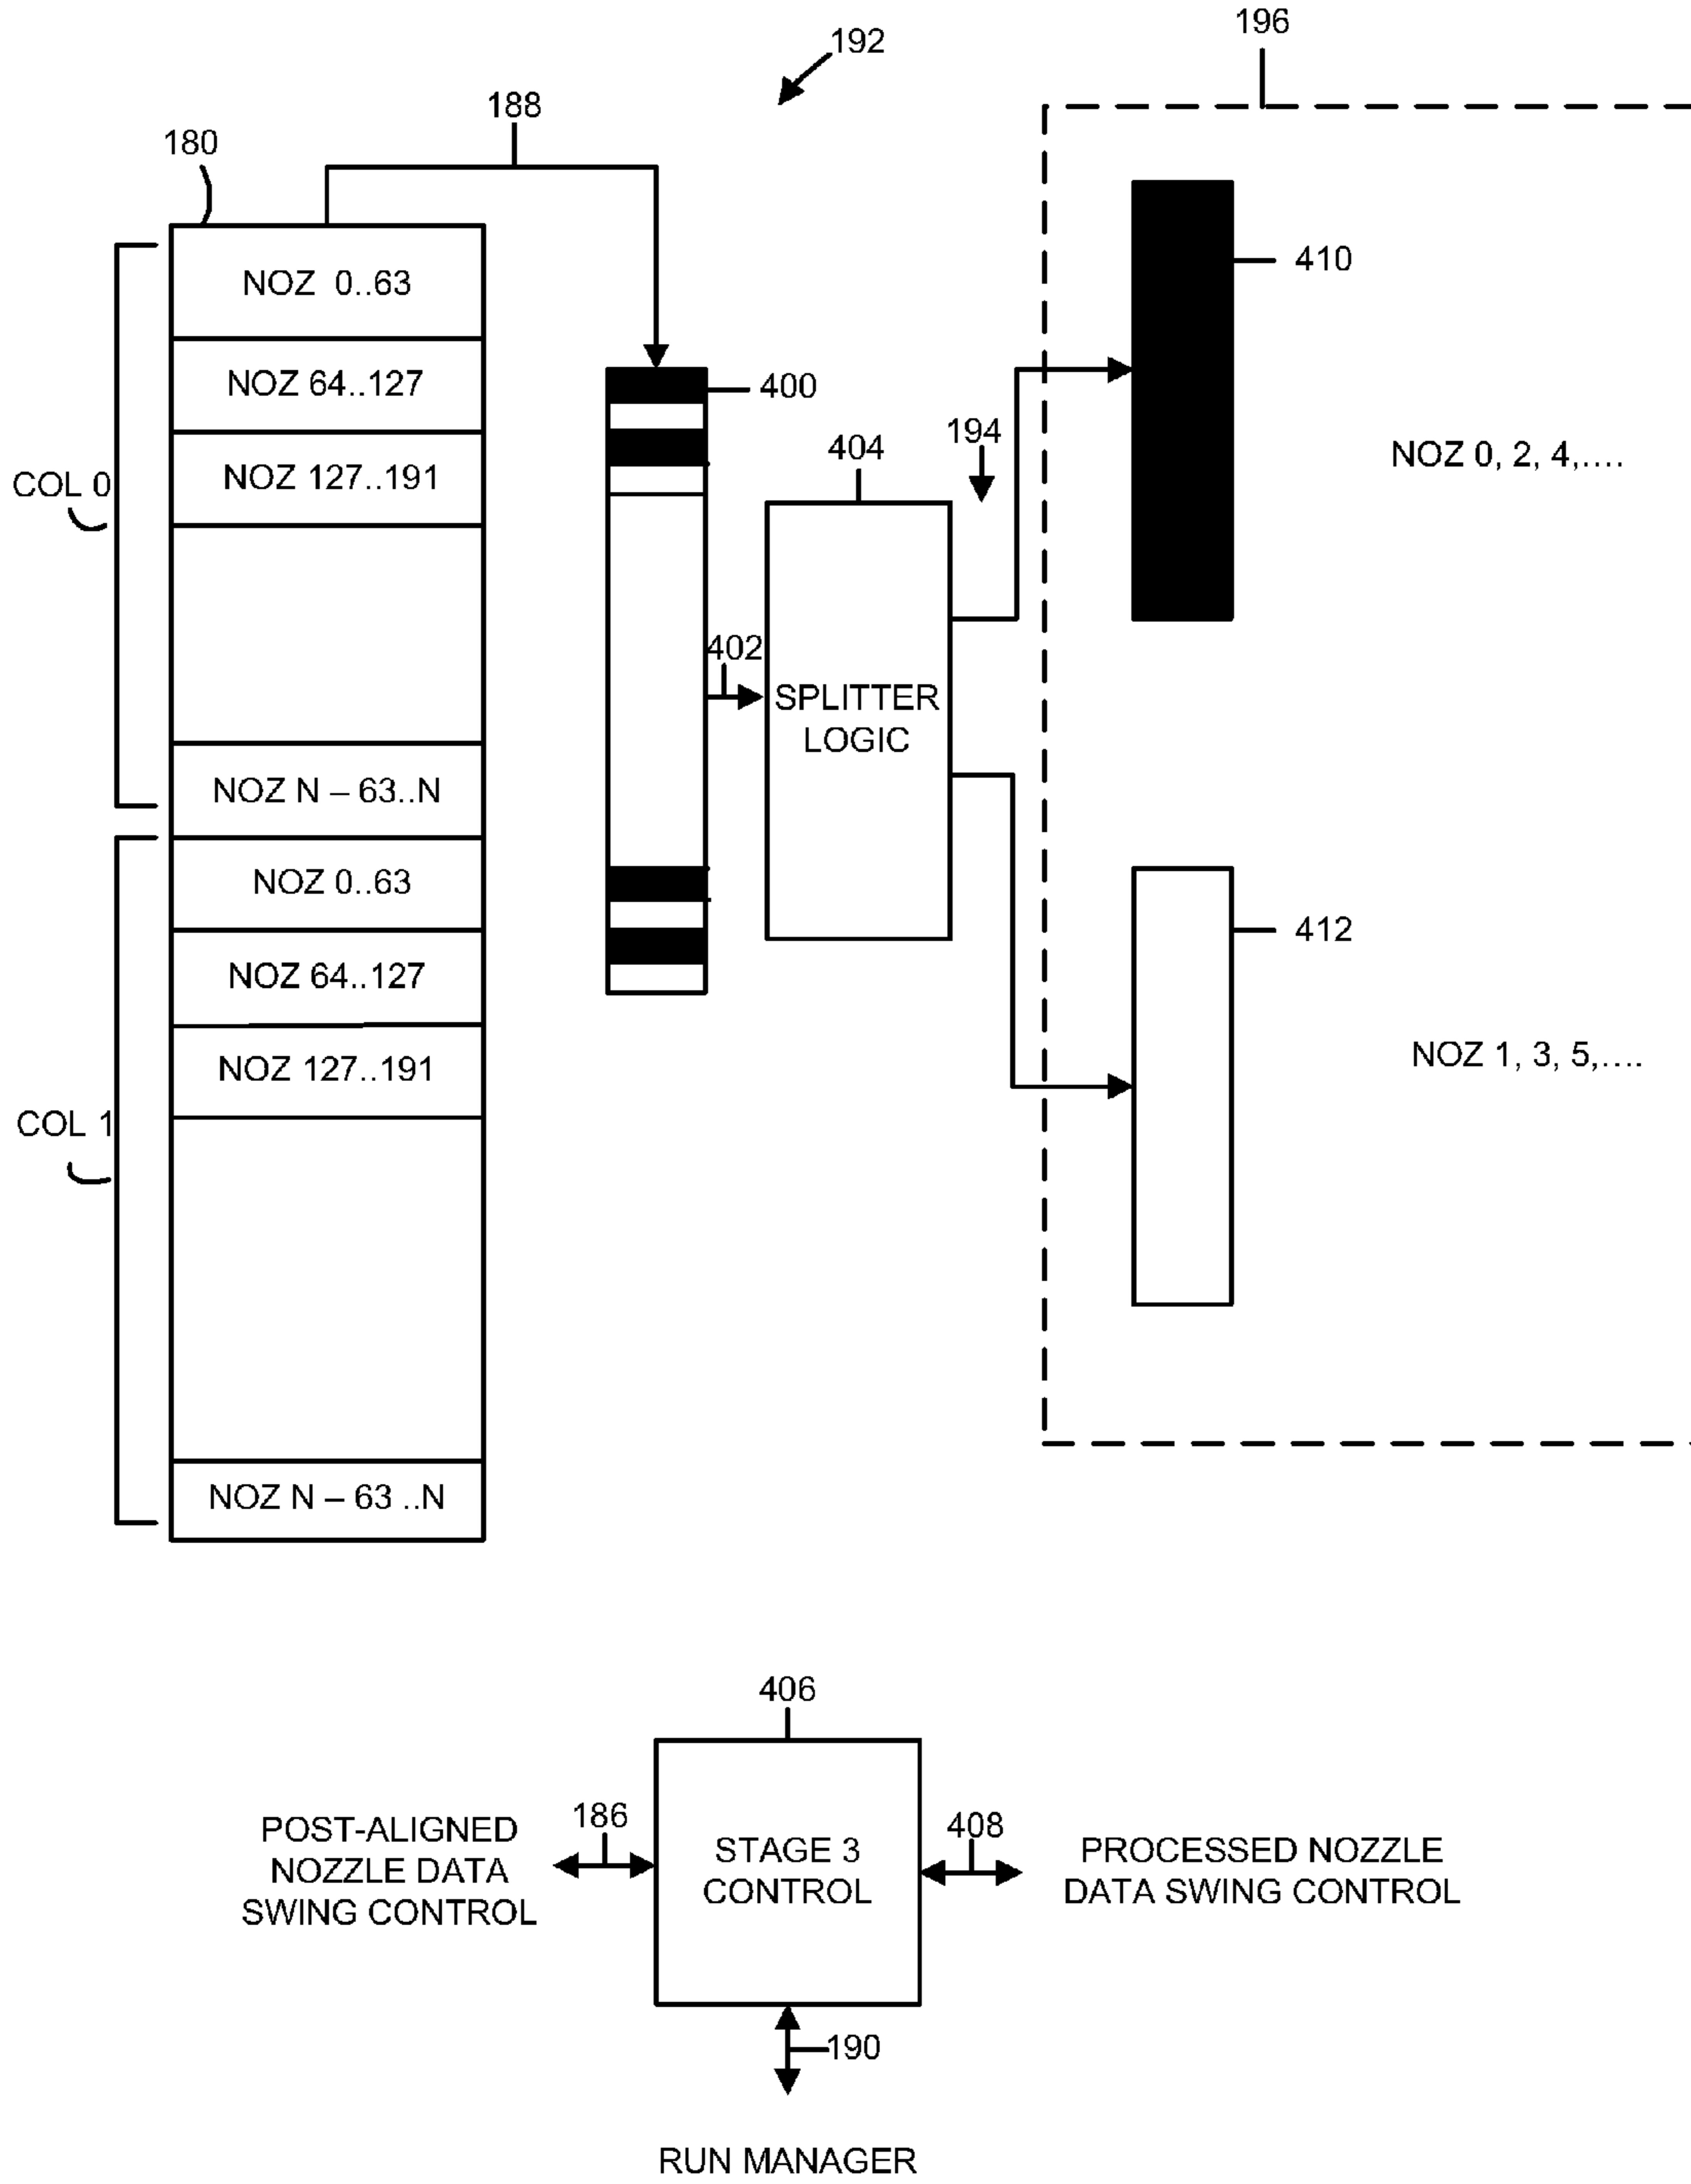 196
192
188
180
NOZ 0..63
410
NOZ 64..127
400
194
404
NOZ 0, 2, 4,....
COL 0
NOZ 127..191
402
SPLITTER
LOGIC
NOZ N – 63..N
NOZ 0..63
412
NOZ 64..127
NOZ 1, 3, 5,....
NOZ 127..191
COL 1
NOZ N – 63 ..N
406
186
408
POST-ALIGNED
NOZZLE DATA
SWING CONTROL
STAGE 3
CONTROL
PROCESSED NOZZLE
DATA SWING CONTROL
190
RUN MANAGER